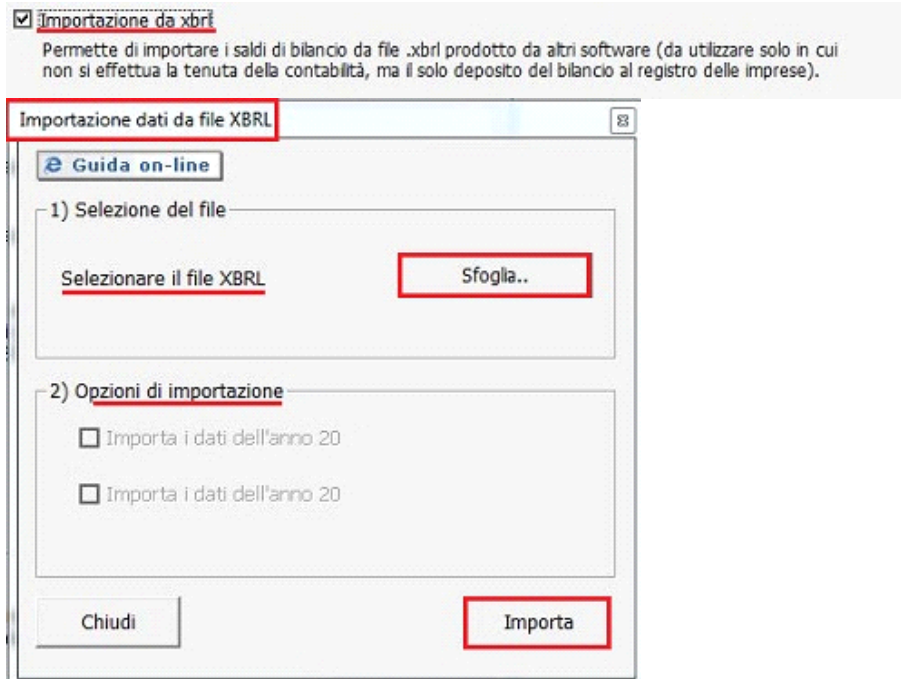 Importazione da xbrl
Permette di importare i saldi di bilancio da file .xbrl prodotto da altri software (da utilizzare solo in cui
non si effettua la tenuta della contabilità, ma il solo deposito del bilancio al registro delle imprese).
Importazione dati da file XBRL
Guida on-line
1) Selezione del file
Selezionare il file XBRL
Sfoglia..
2) Opzioni di importazione
Importa i dati dell'anno 20
Importa i dati dell'anno 20
Chiudi
Importa